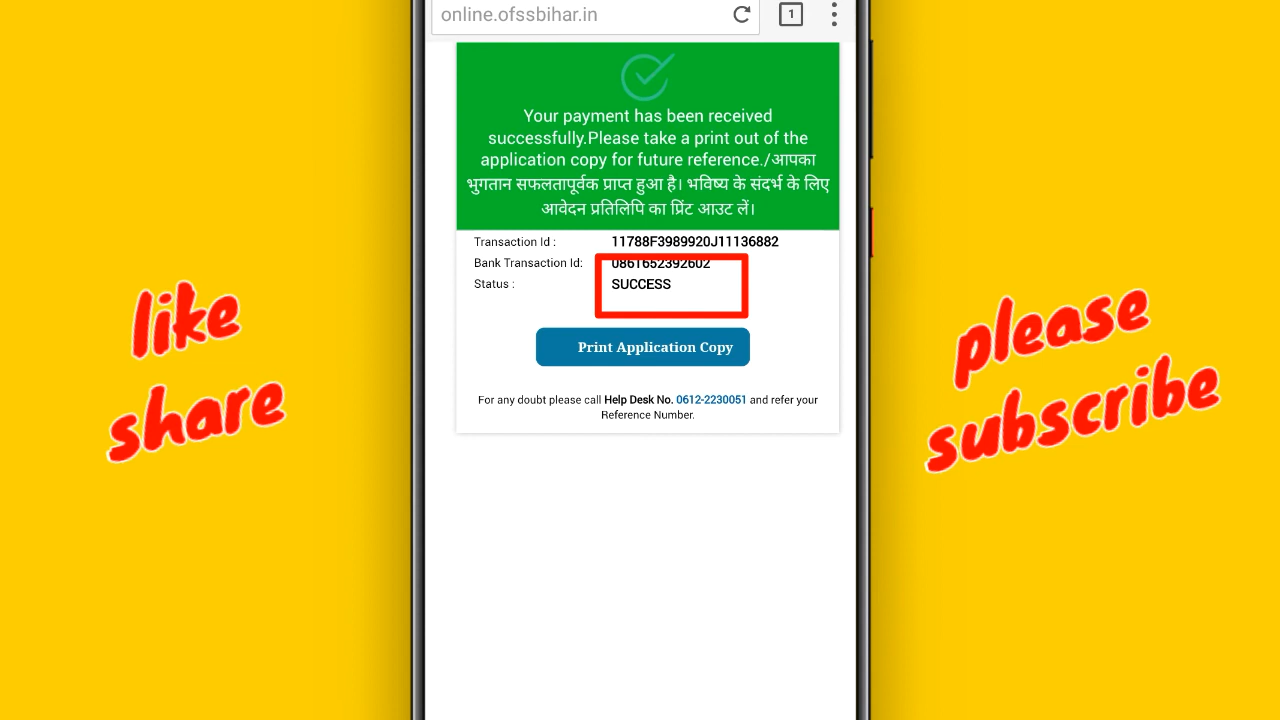 online.ofssbihar.in
1
Your payment has been received
successfully.Please take a print out of the
application copy for future reference./आपका
भुगतान सफलतापूर्वक प्राप्त हुआ है। भविष्य के संदर्भ के लिए
आवेदन प्रतिलिपि का प्रिंट आउट लें।
Transaction Id : 11788F3989920J11136882
Bank Transaction Id: 0861652392602
Status : SUCCESS
Print Application Copy
For any doubt please call Help Desk No. 0612-2230051 and refer your
Reference Number.
like
share
please
subscribe